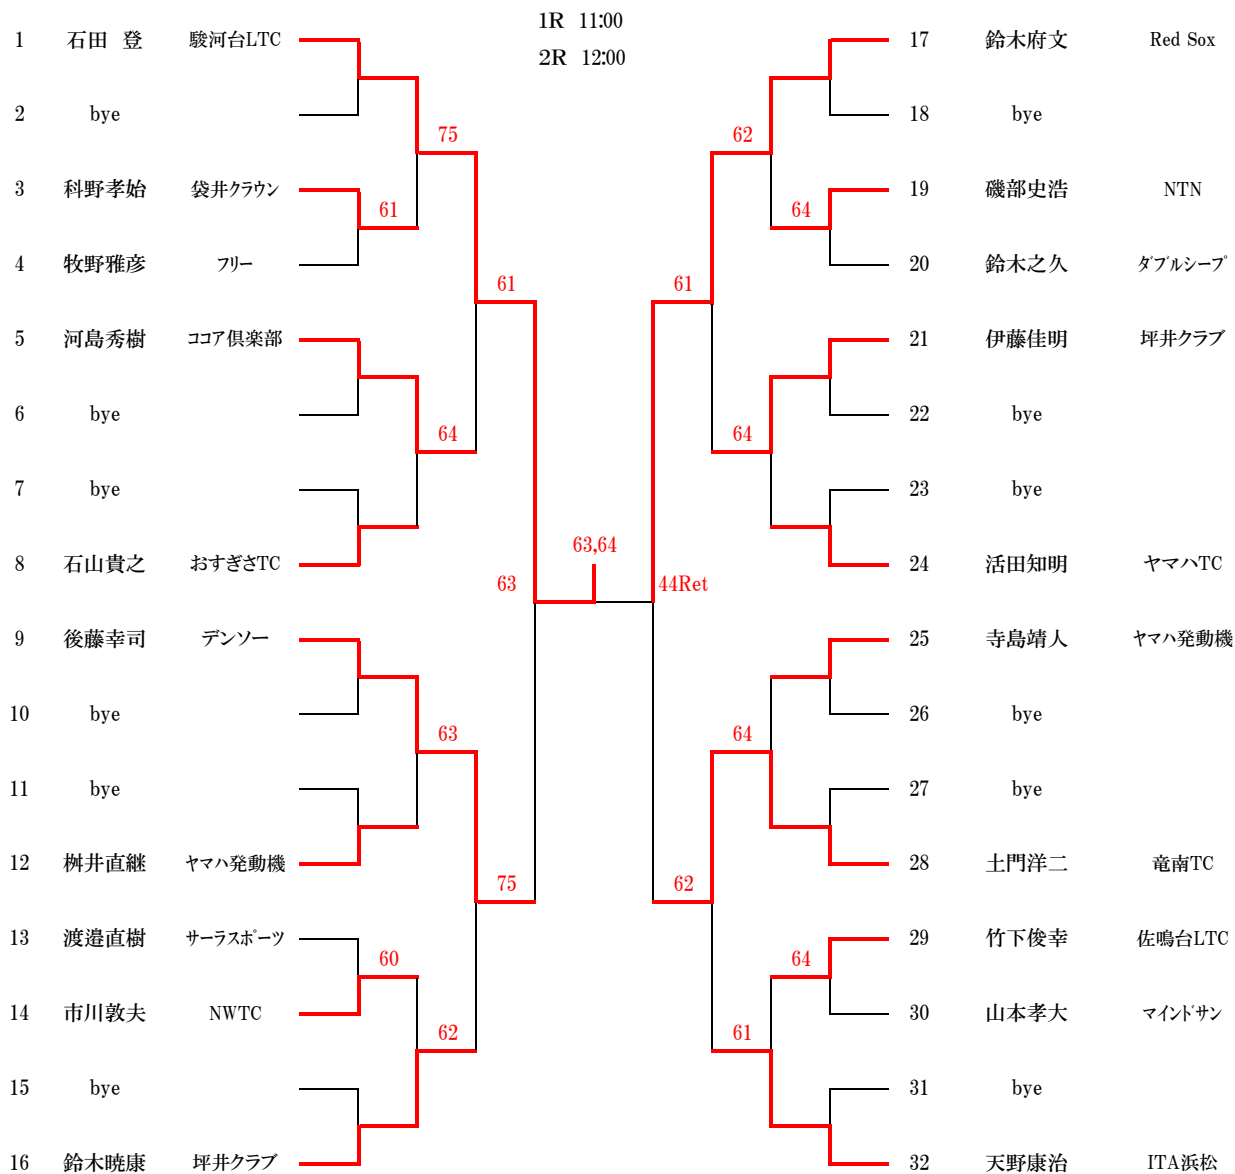 1R 11:00
2R 12:00
1 石田 登 駿河台LTC
2 bye
75
3 科野孝始 袋井クラウン
61
4 牧野雅彦 フリー
61
5 河島秀樹 ココア倶楽部
6 bye
64
7 bye
8 石山貴之 おすぎさTC
63
9 後藤幸司 デンソー
10 bye
63
11 bye
12 桝井直継 ヤマハ発動機
75
13 渡邉直樹 サーラスポーツ
60
14 市川敦夫 NWTC
62
15 bye
16 鈴木暁康 坪井クラブ
63,64
17 鈴木府文 Red Sox
18 bye
62
19 磯部史浩 NTN
64
20 鈴木之久 ダブルシープ
61
21 伊藤佳明 坪井クラブ
22 bye
64
23 bye
24 活田知明 ヤマハTC
44Ret
25 寺島靖人 ヤマハ発動機
26 bye
64
27 bye
28 土門洋二 竜南TC
62
29 竹下俊幸 佐鳴台LTC
64
30 山本孝大 マインドサン
61
31 bye
32 天野康治 ITA浜松